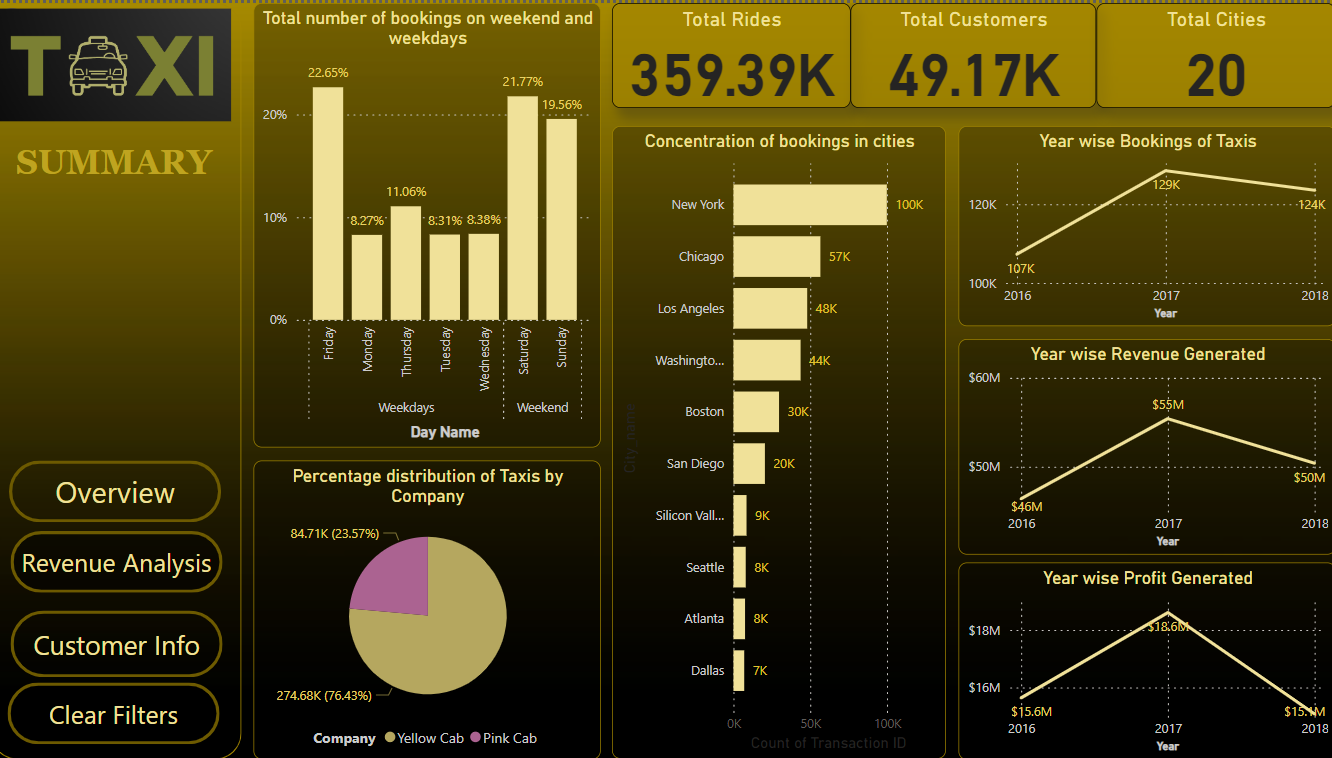 TAXI
SUMMARY
Overview
Revenue Analysis
Customer Info
Clear Filters
Total number of bookings on weekend and
weekdays
22.65%
21.77%
19.56%
11.06%
8.27%
8.31%
8.38%
20%
10%
0%
Friday
Monday
Thursday
Tuesday
Wednesday
Saturday
Sunday
Weekdays
Weekend
Day Name
Percentage distribution of Taxis by
Company
84.71K (23.57%)
274.68K (76.43%)
Company Yellow Cab Pink Cab
Total Rides
359.39K
Total Customers
49.17K
Total Cities
20
Concentration of bookings in cities
City_name
New York 100K
Chicago 57K
Los Angeles 48K
Washingto... 44K
Boston 30K
San Diego 20K
Silicon Vall... 9K
Seattle 8K
Atlanta 8K
Dallas 7K
0K 50K 100K
Count of Transaction ID
Year wise Bookings of Taxis
120K
100K
107K
129K
124K
2016 2017 2018
Year
Year wise Revenue Generated
$60M
$50M
$46M
$55M
$50M
2016 2017 2018
Year
Year wise Profit Generated
$18M
$16M
$15.6M
$18.6M
$15.1M
2016 2017 2018
Year